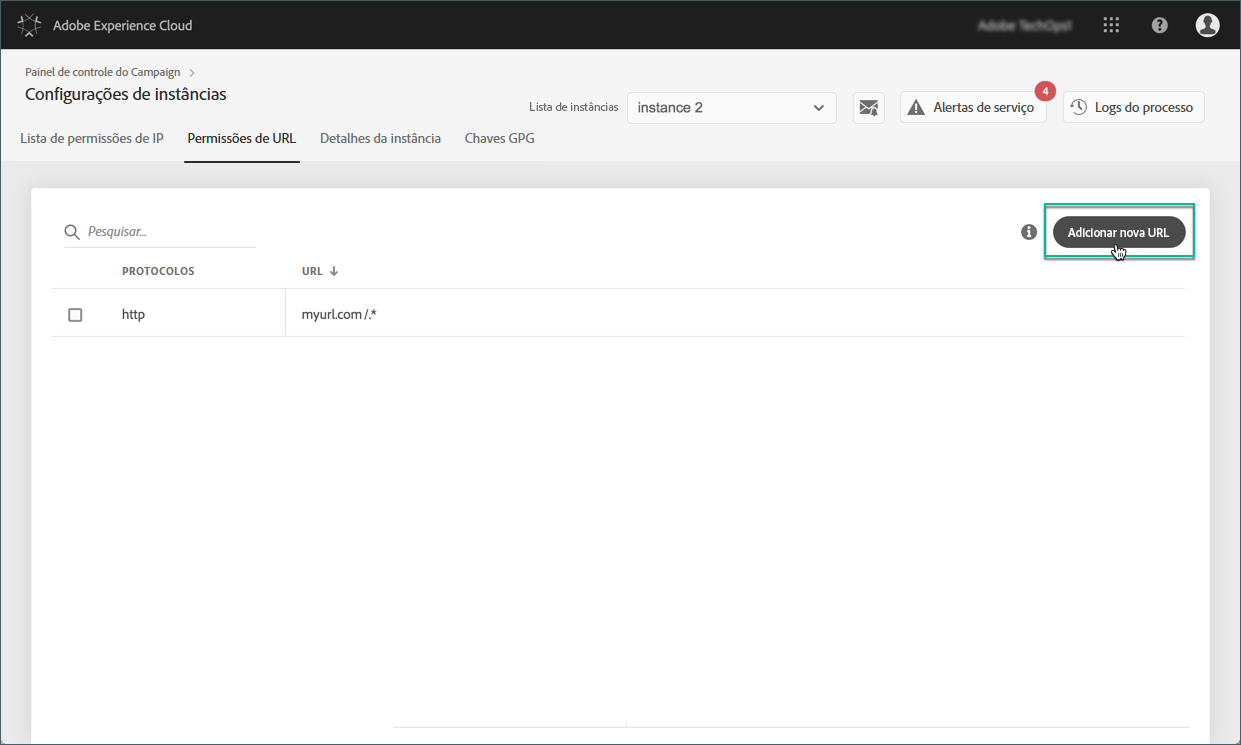 Adobe Experience Cloud
Adobe TechOps1
Painel de controle do Campaign
Configurações de instâncias
Lista de instâncias
instance 2
Alertas de serviço
4
Logs do processo
Lista de permissões de IP
Permissões de URL
Detalhes da instância
Chaves GPG
Pesquisar...
Adicionar nova URL
PROTOCOLOS
URL
http
myurl.com/.*